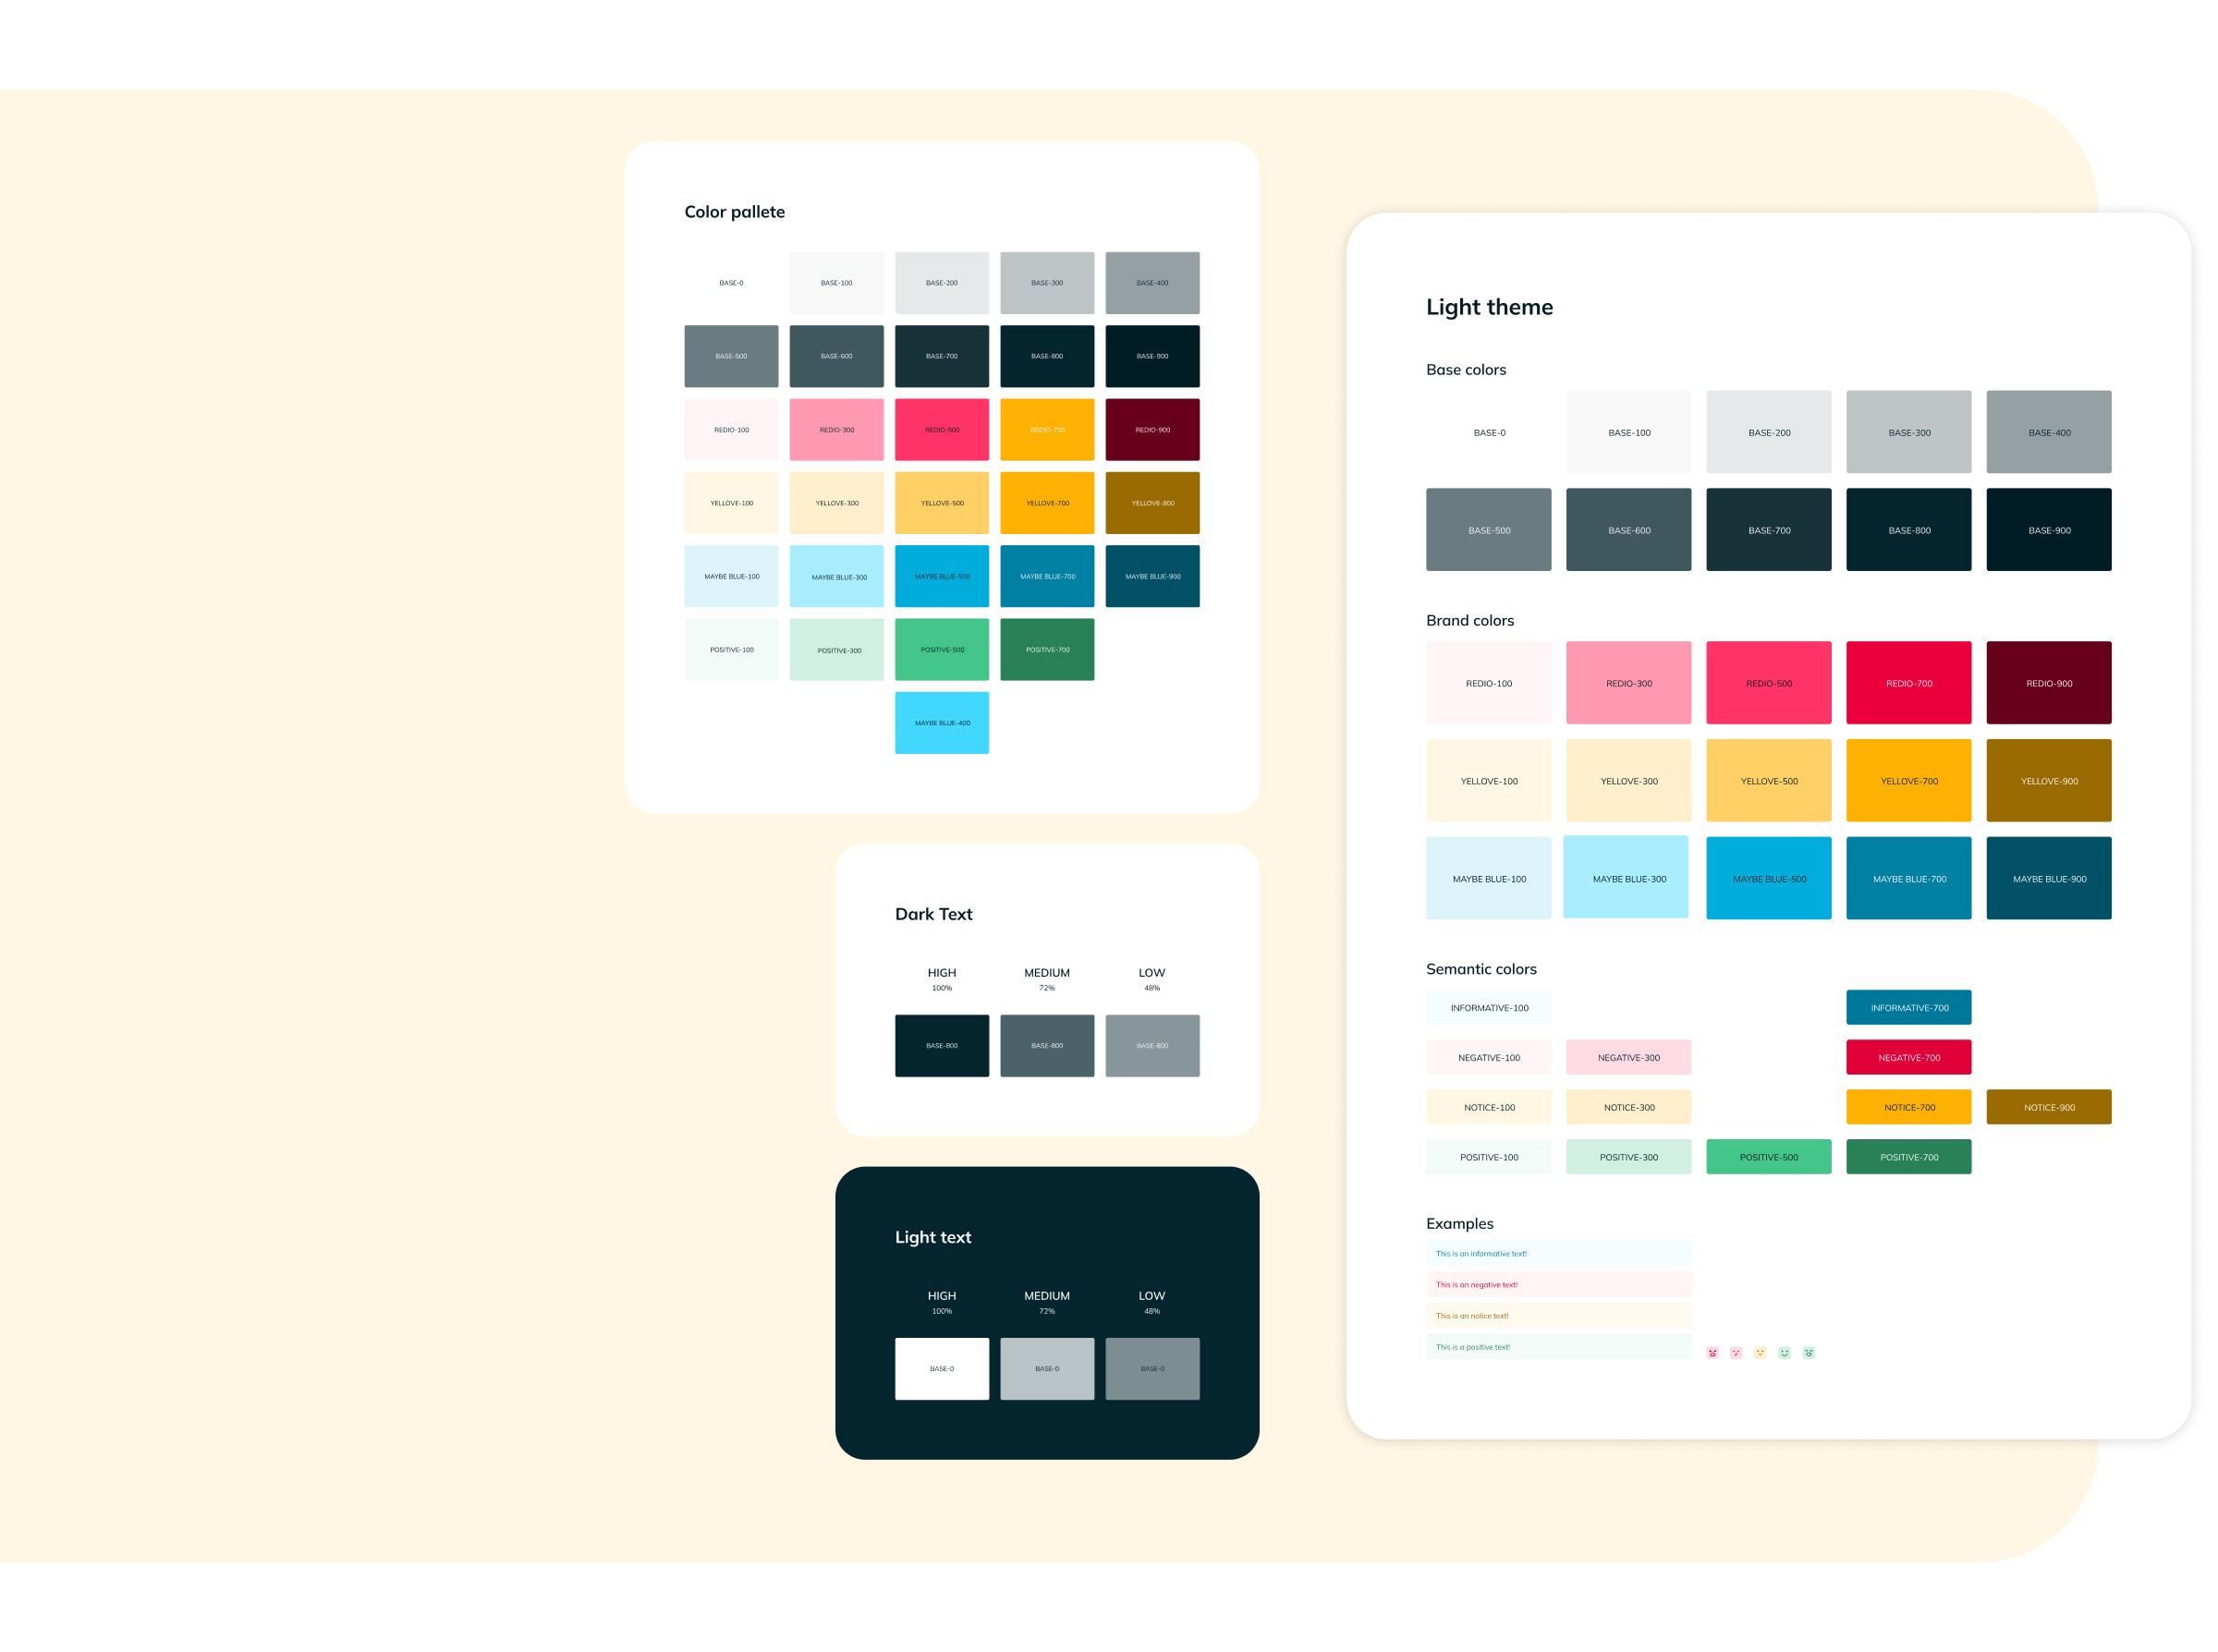 Color pallete
BASE-0 BASE-100 BASE-200 BASE-300 BASE-400
BASE-500 BASE-600 BASE-700 BASE-800 BASE-900
REDIO-100 REDIO-300 REDIO-500 REDIO-700 REDIO-900
YELLOVE-100 YELLOVE-300 YELLOVE-500 YELLOVE-700 YELLOVE-900
MAYBE BLUE-100 MAYBE BLUE-300 MAYBE BLUE-500 MAYBE BLUE-700 MAYBE BLUE-900
POSITIVE-100 POSITIVE-300 POSITIVE-500 POSITIVE-700
MAYBE BLUE-400
Dark Text
HIGH MEDIUM LOW
100% 72% 48%
BASE-800 BASE-800 BASE-800
Light text
HIGH MEDIUM LOW
100% 72% 48%
BASE-0 BASE-0 BASE-0
Light theme
Base colors
BASE-0 BASE-100 BASE-200 BASE-300 BASE-400
BASE-500 BASE-600 BASE-700 BASE-800 BASE-900
Brand colors
REDIO-100 REDIO-300 REDIO-500 REDIO-700 REDIO-900
YELLOVE-100 YELLOVE-300 YELLOVE-500 YELLOVE-700 YELLOVE-900
MAYBE BLUE-100 MAYBE BLUE-300 MAYBE BLUE-500 MAYBE BLUE-700 MAYBE BLUE-900
Semantic colors
INFORMATIVE-100 INFORMATIVE-700
NEGATIVE-100 NEGATIVE-300 NEGATIVE-700
NOTICE-100 NOTICE-300 NOTICE-700 NOTICE-900
POSITIVE-100 POSITIVE-300 POSITIVE-500 POSITIVE-700
Examples
This is an informative text!
This is an negative text!
This is an notice text!
This is a positive text!